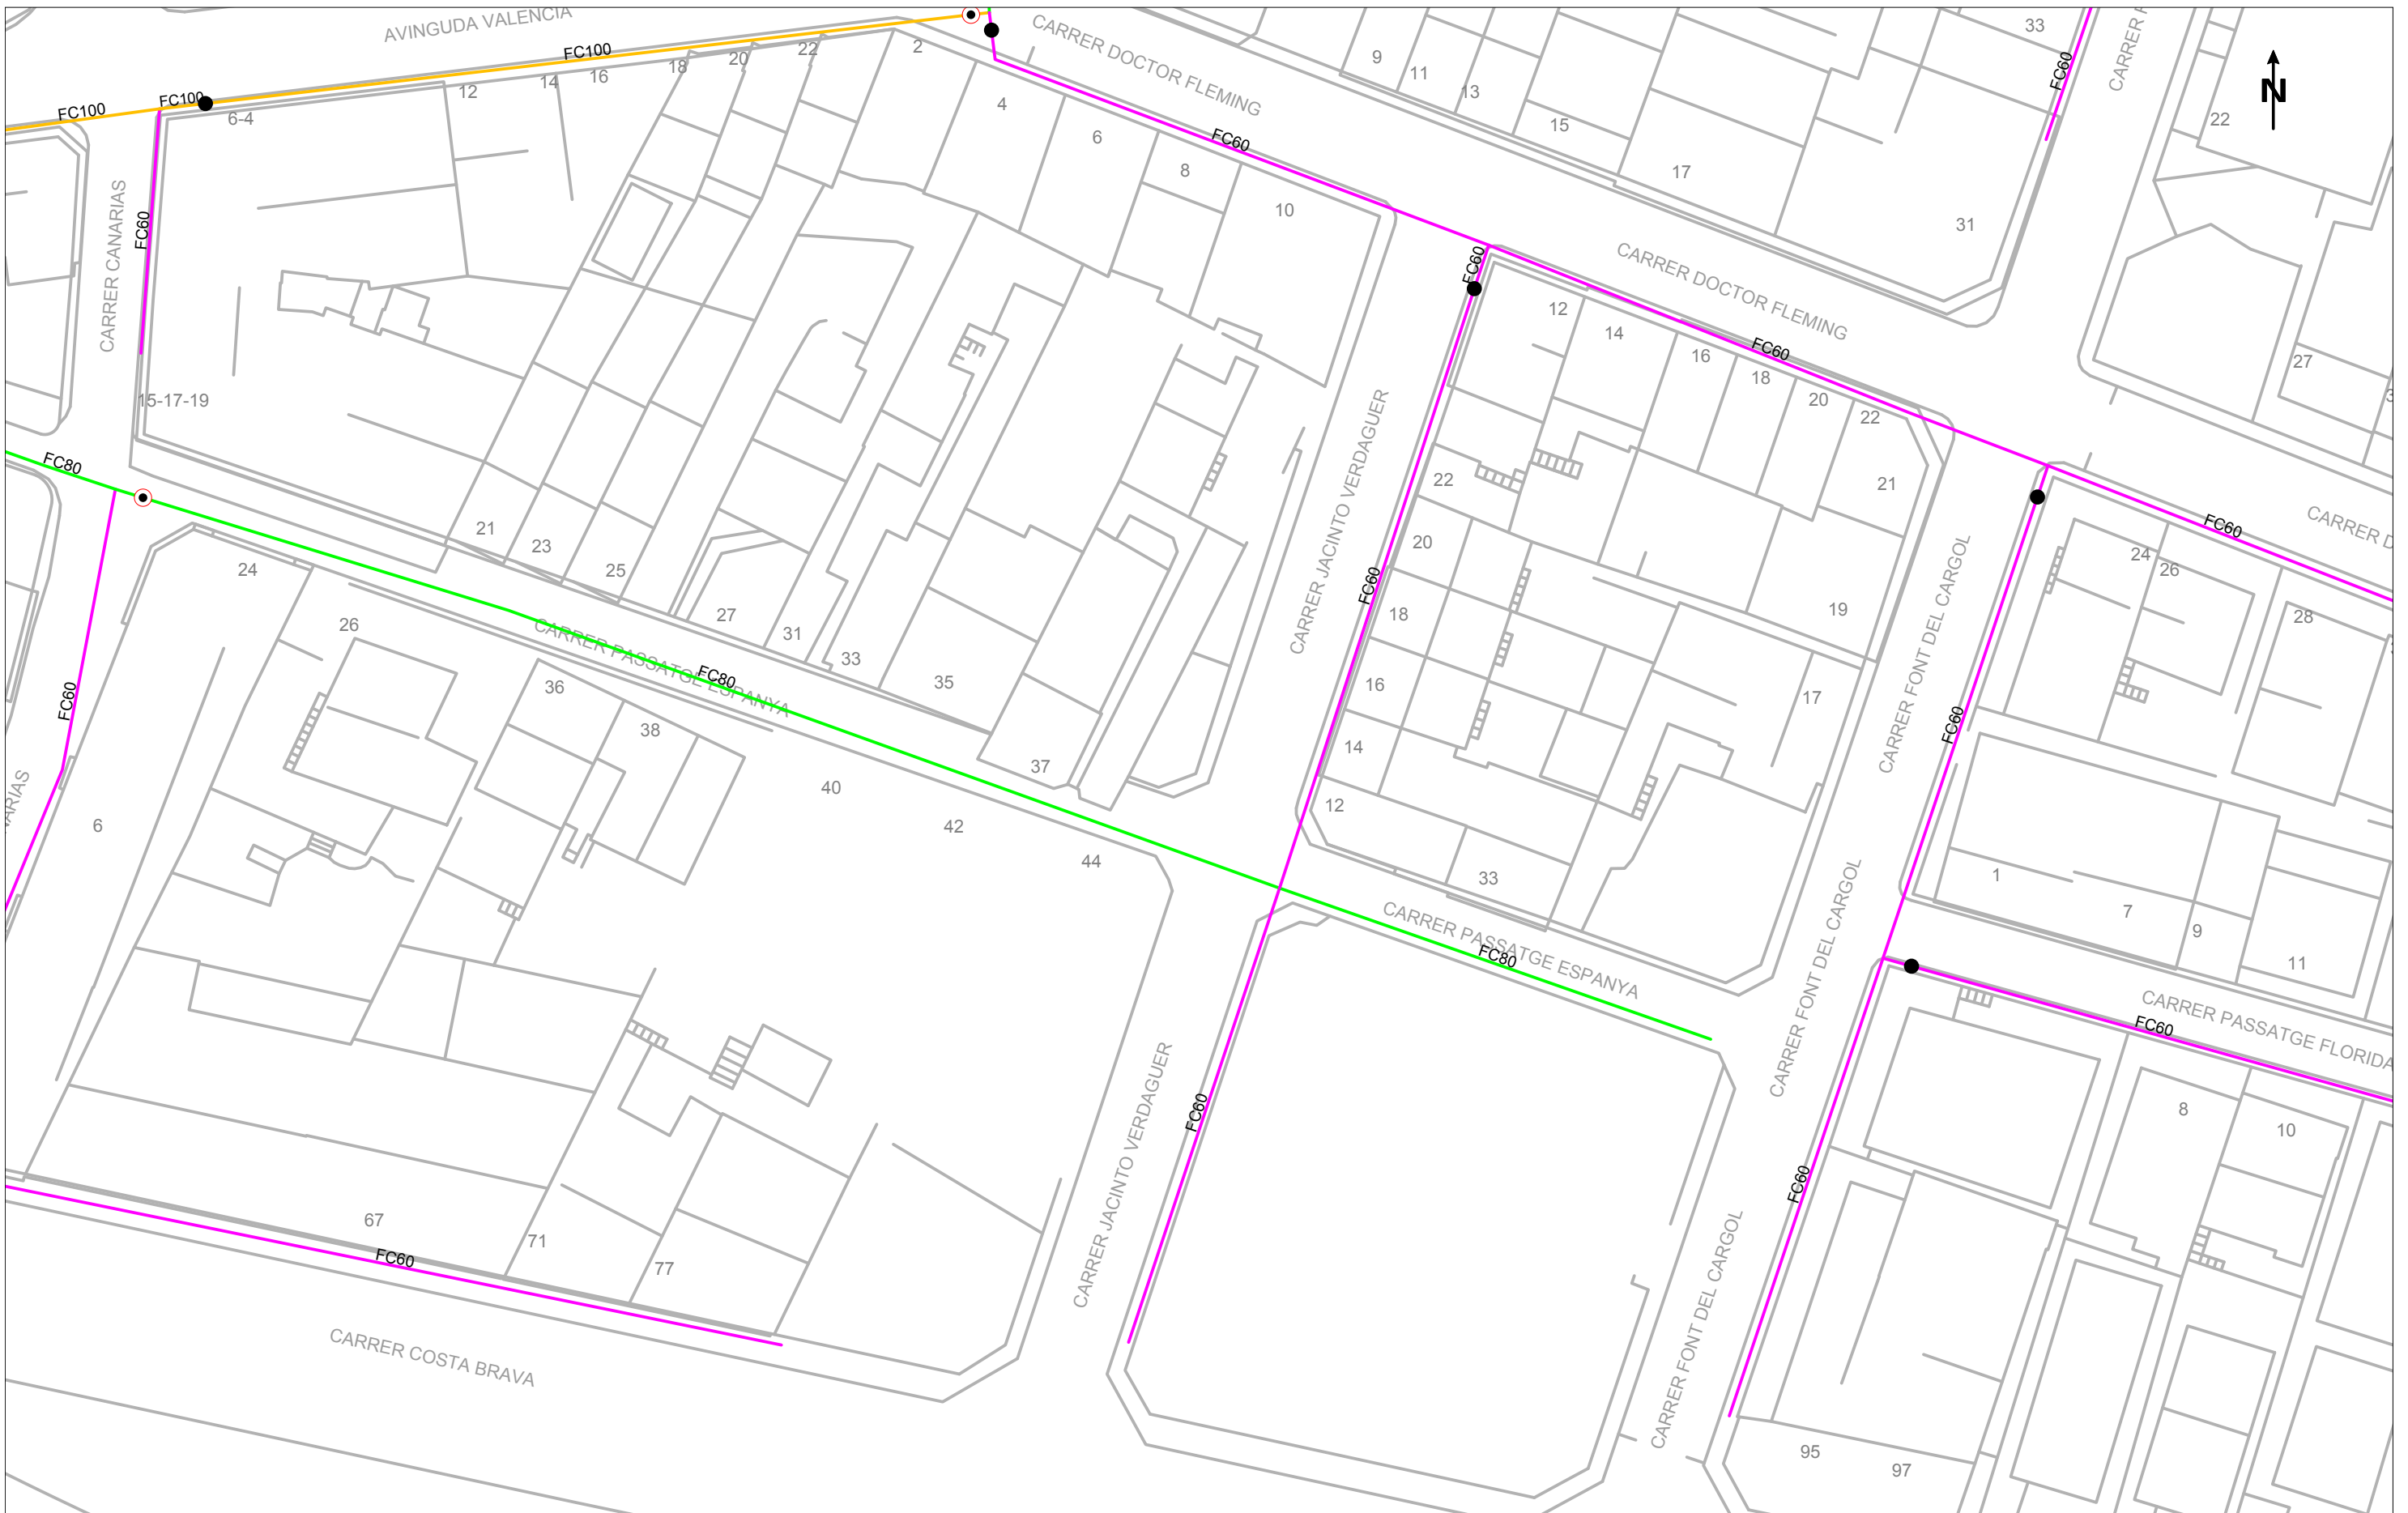 AVINGUDA VALENCIA
CARRER DOCTOR FLEMING
33
FC100
22
20
18
2
9
11
13
FC60
N
14
16
12
4
FC100
FC100
6-4
6
15
22
FC60
8
17
10
31
FC60
CARRER CANARIAS
FC60
CARRER DOCTOR FLEMING
12
14
16
18
20
22
FC60
27
15-17-19
CARRER JACINTO VERDAGUER
FC80
22
21
21
23
25
20
FC60
FC60
CARRER D
24
26
CARRER FONT DEL CARGOL
24
26
27
31
33
35
18
19
28
CARRER PASSATGE ESPANYA
FC80
16
17
FC60
36
38
14
FC60
37
12
40
42
44
6
33
1
7
9
11
CARRER PASSATGE ESPANYA
FC80
CARRER FONT DEL CARGOL
CARRER PASSATGE FLORIDA
FC60
CARRER JACINTO VERDAGUER
FC60
8
10
FC60
67
71
77
FC60
CARRER COSTA BRAVA
CARRER FONT DEL CARGOL
95
97